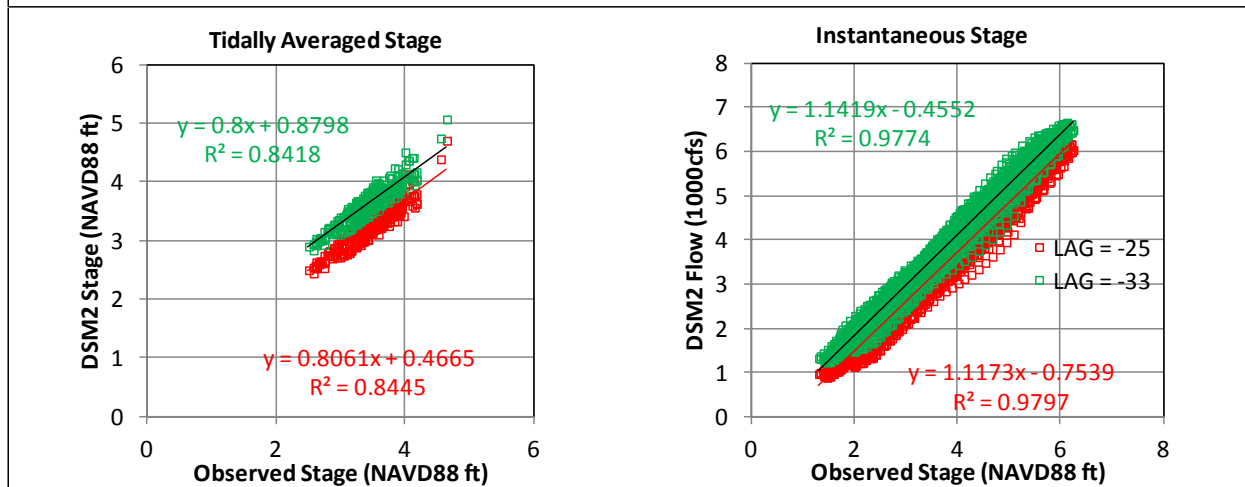 Tidally Averaged Stage
6
5
4
3
2
1
0
0
2
4
6
DSM2 Stage (NAVD88 ft)
Observed Stage (NAVD88 ft)
y = 0.8x + 0.8798
R² = 0.8418
y = 0.8061x + 0.4665
R² = 0.8445
Instantaneous Stage
8
7
6
5
4
3
2
1
0
0
2
4
6
8
DSM2 Flow (1000cfs)
Observed Stage (NAVD88 ft)
y = 1.1419x - 0.4552
R² = 0.9774
LAG = -25
LAG = -33
y = 1.1173x - 0.7539
R² = 0.9797